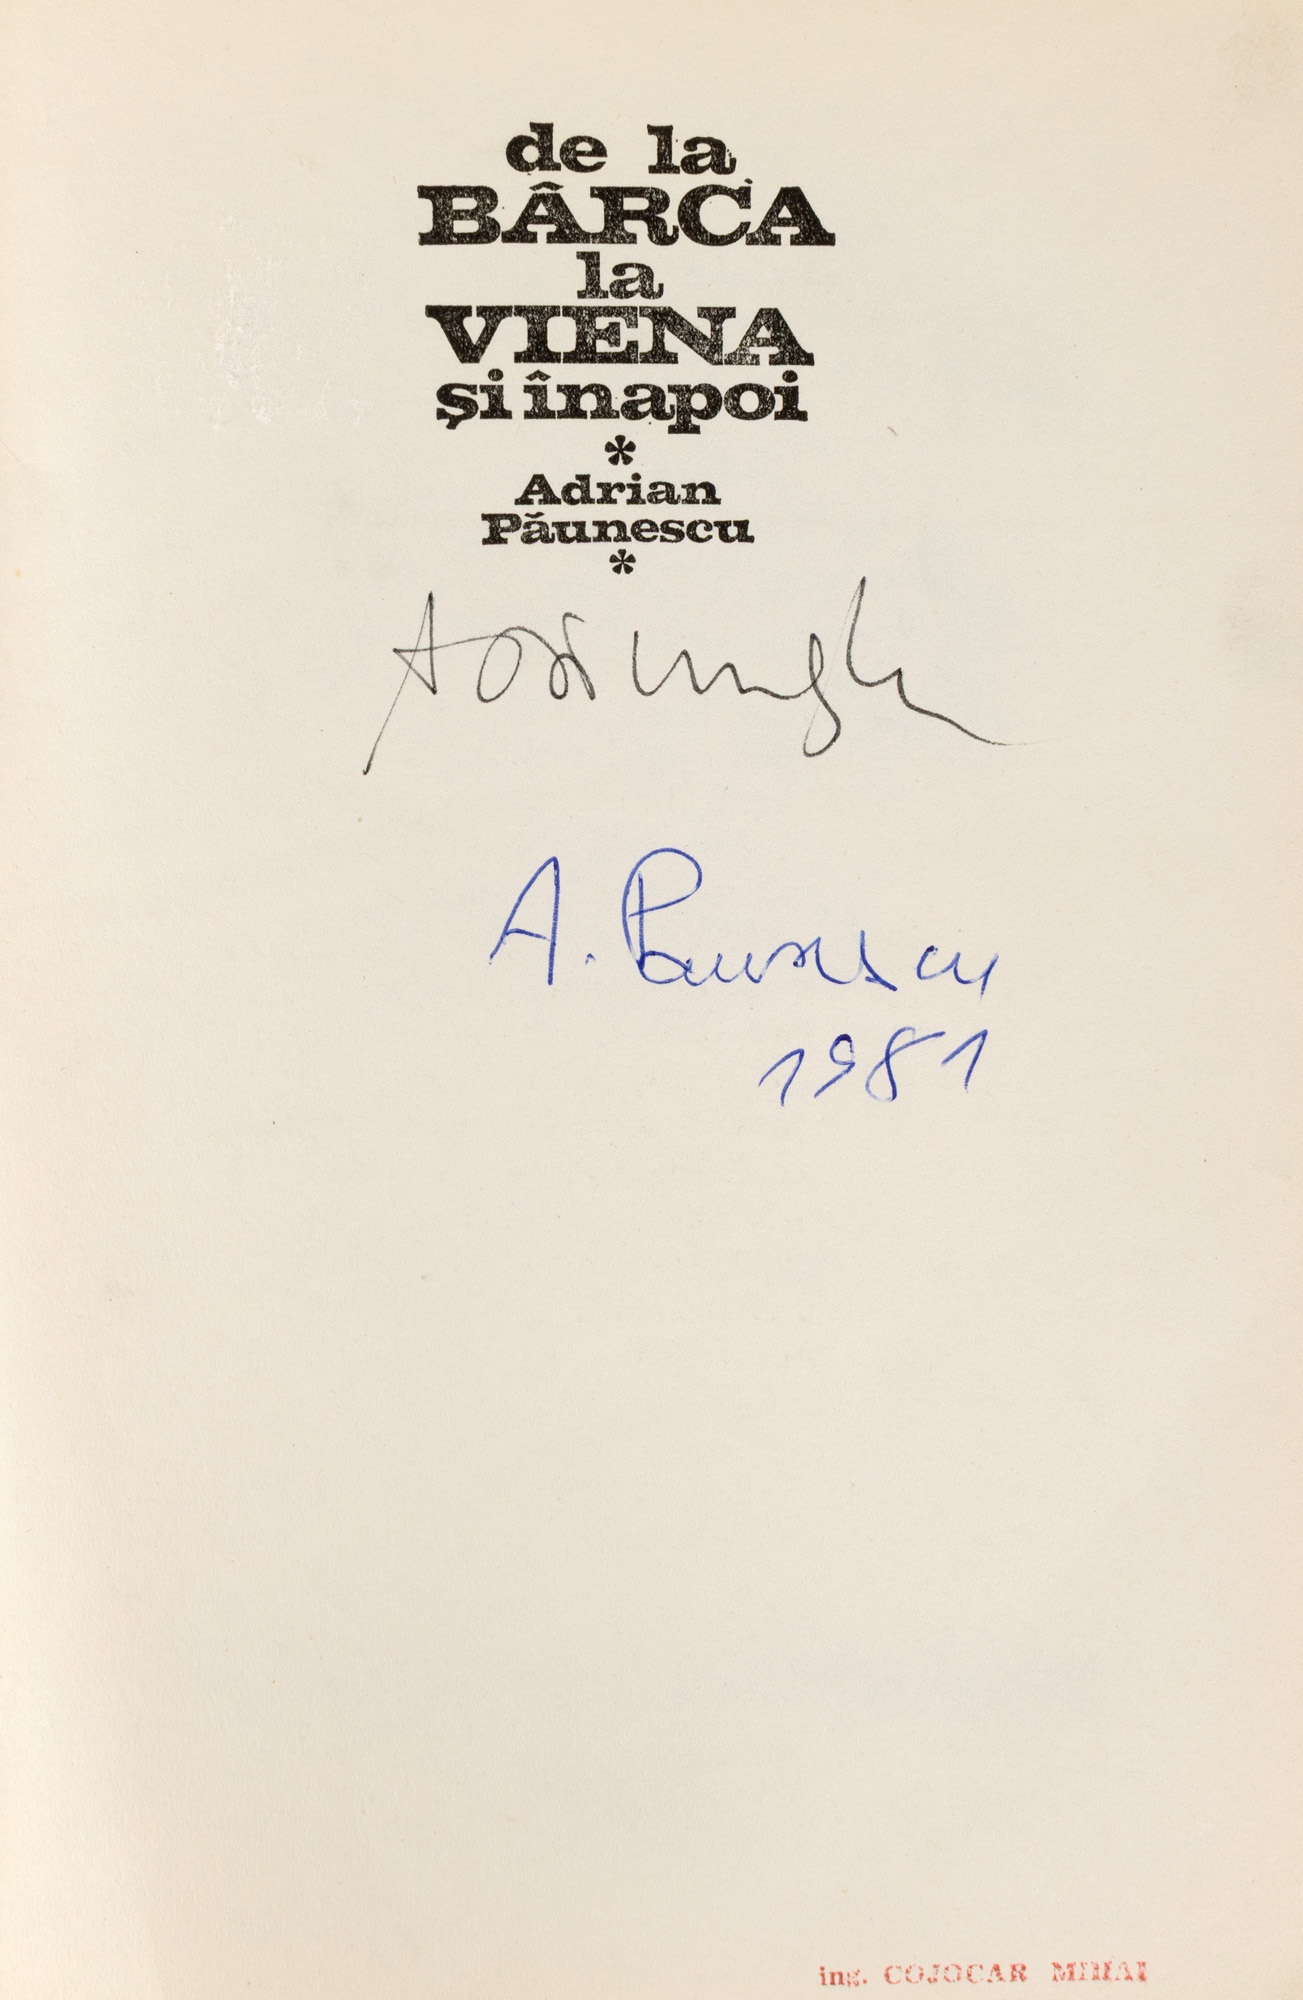 de la
BÂRCA
la
VIENA
şi înapoi
*
Adrian
Păunescu
*
A. Păunescu
1981
ing. COJOCAR MIHAI